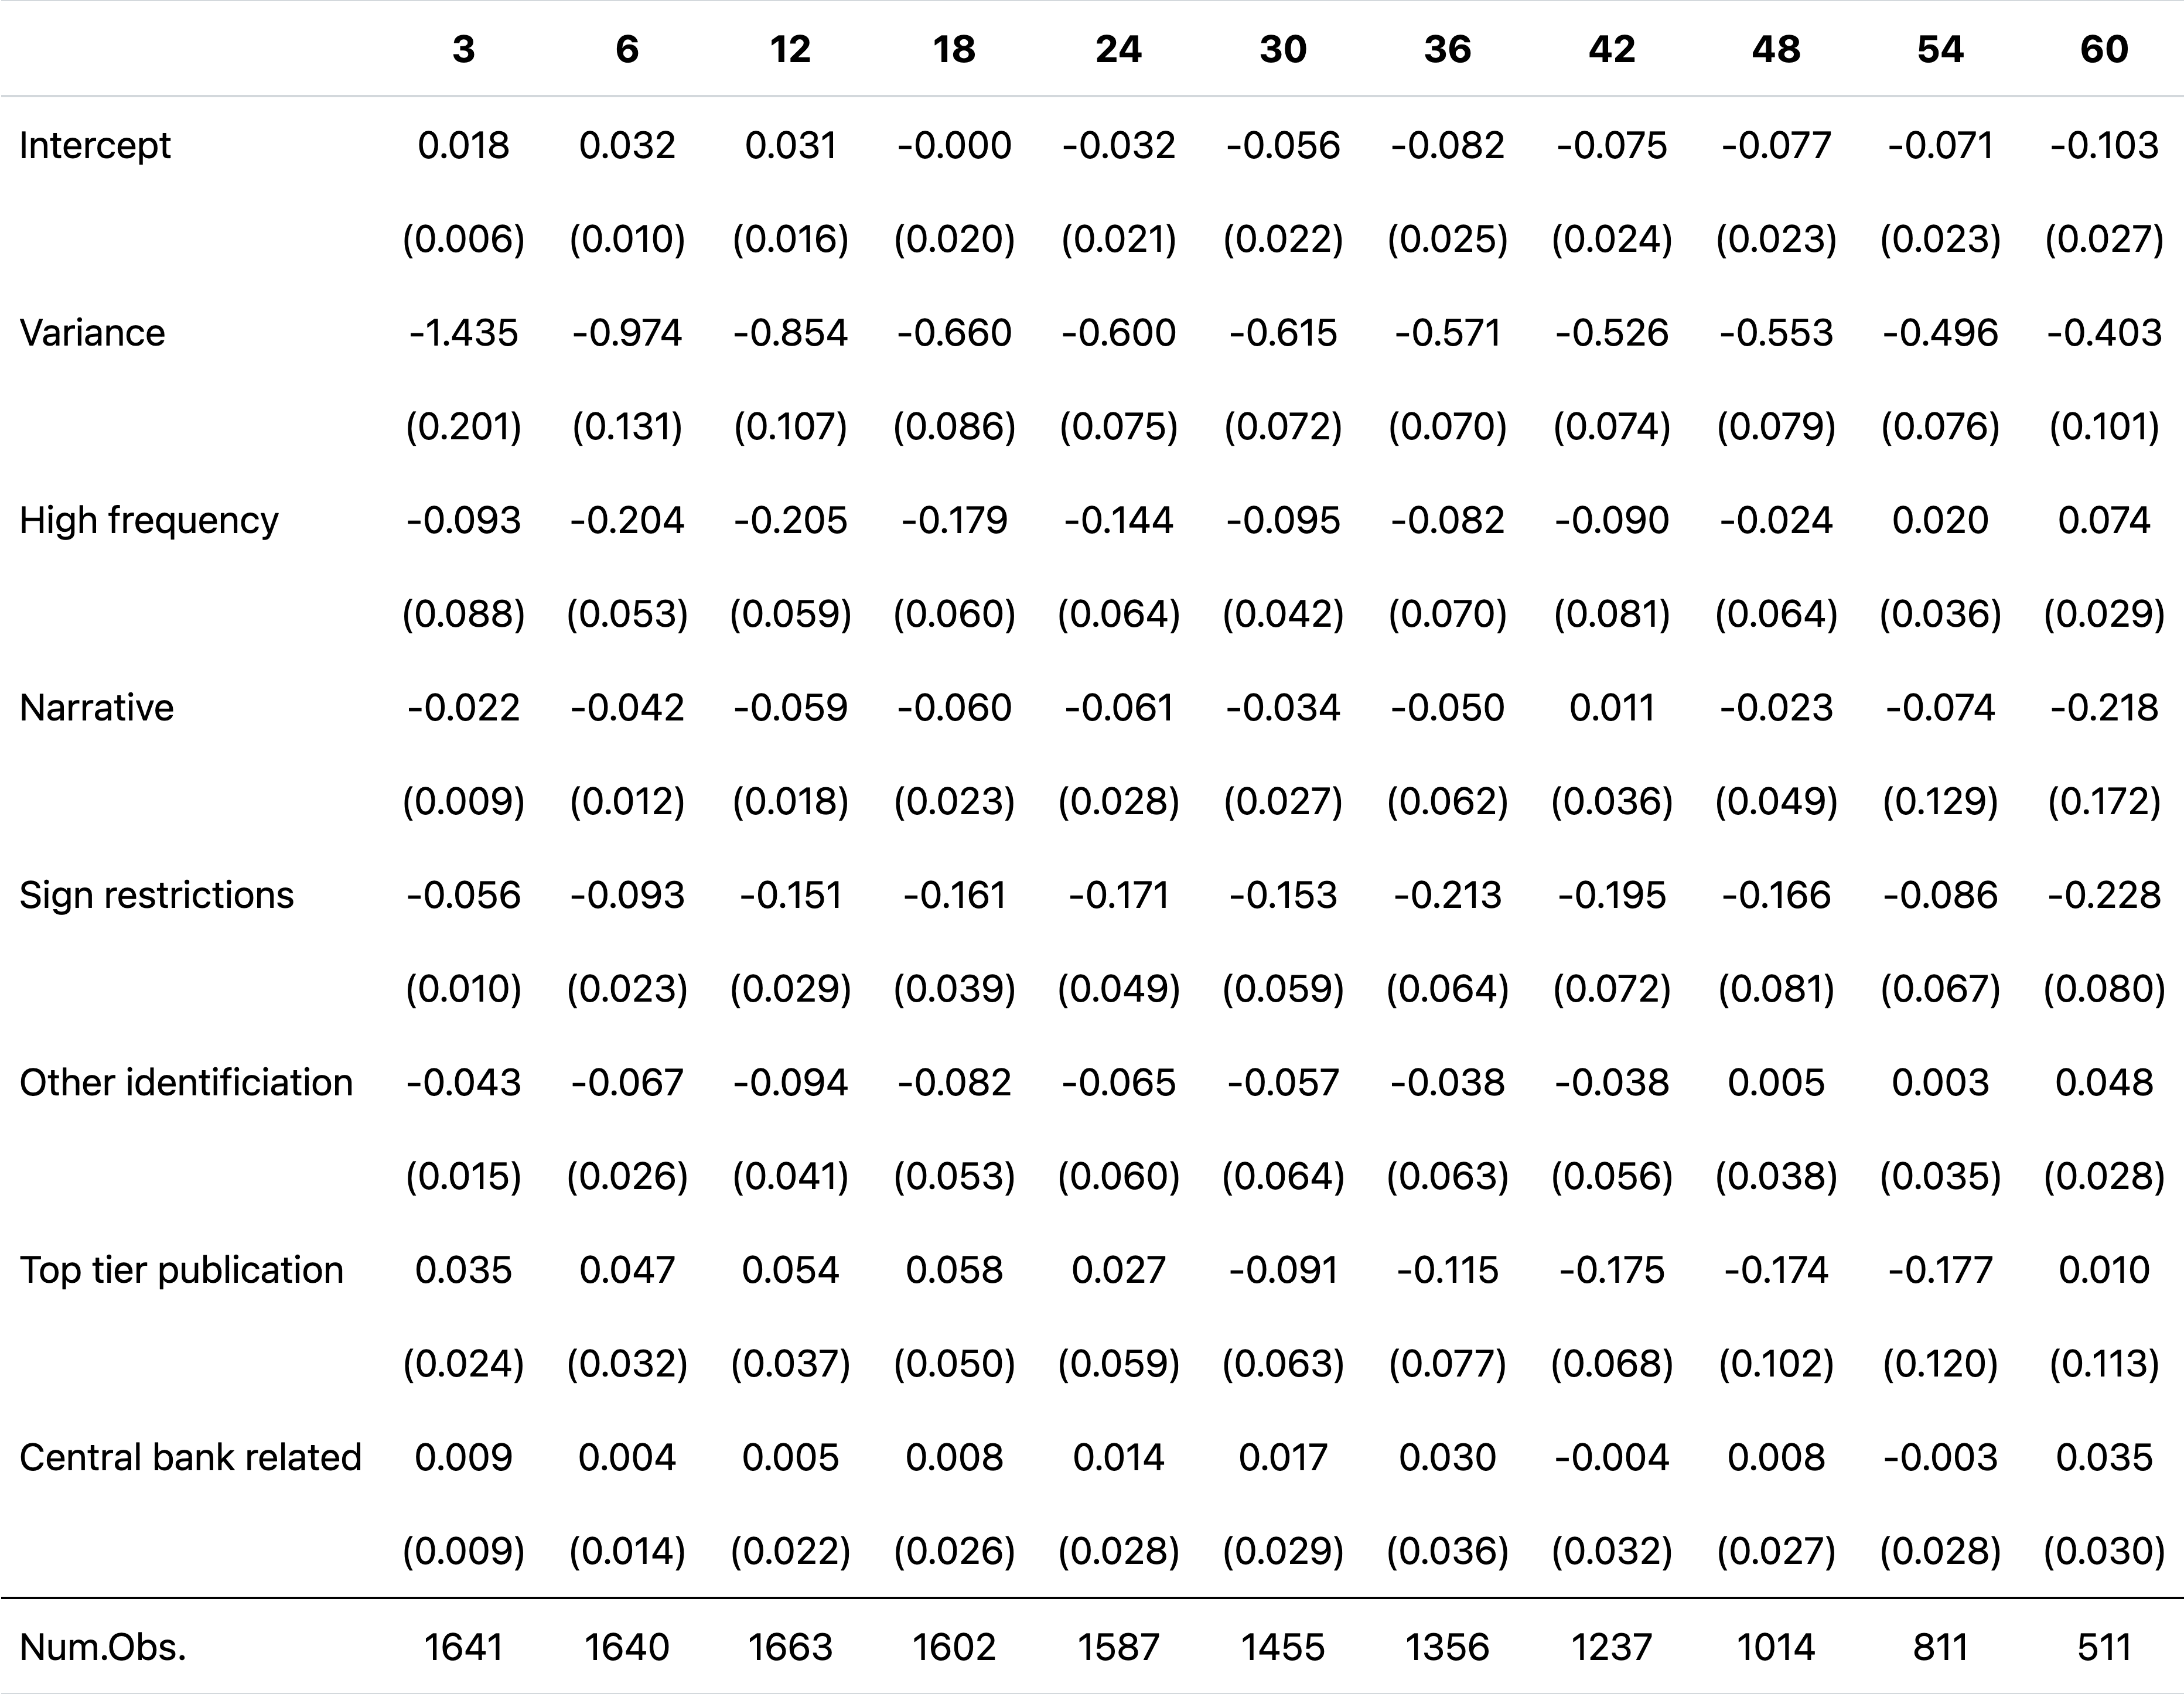 3 6 12 18 24 30 36 42 48 54 60
Intercept 0.018 0.032 0.031 -0.000 -0.032 -0.056 -0.082 -0.075 -0.077 -0.071 -0.103
(0.006) (0.010) (0.016) (0.020) (0.021) (0.022) (0.025) (0.024) (0.023) (0.023) (0.027)
Variance -1.435 -0.974 -0.854 -0.660 -0.600 -0.615 -0.571 -0.526 -0.553 -0.496 -0.403
(0.201) (0.131) (0.107) (0.086) (0.075) (0.072) (0.070) (0.074) (0.079) (0.076) (0.101)
High frequency -0.093 -0.204 -0.205 -0.179 -0.144 -0.095 -0.082 -0.090 -0.024 0.020 0.074
(0.088) (0.053) (0.059) (0.060) (0.064) (0.042) (0.070) (0.081) (0.064) (0.036) (0.029)
Narrative -0.022 -0.042 -0.059 -0.060 -0.061 -0.034 -0.050 0.011 -0.023 -0.074 -0.218
(0.009) (0.012) (0.018) (0.023) (0.028) (0.027) (0.062) (0.036) (0.049) (0.129) (0.172)
Sign restrictions -0.056 -0.093 -0.151 -0.161 -0.171 -0.153 -0.213 -0.195 -0.166 -0.086 -0.228
(0.010) (0.023) (0.029) (0.039) (0.049) (0.059) (0.064) (0.072) (0.081) (0.067) (0.080)
Other identificiation -0.043 -0.067 -0.094 -0.082 -0.065 -0.057 -0.038 -0.038 0.005 0.003 0.048
(0.015) (0.026) (0.041) (0.053) (0.060) (0.064) (0.063) (0.056) (0.038) (0.035) (0.028)
Top tier publication 0.035 0.047 0.054 0.058 0.027 -0.091 -0.115 -0.175 -0.174 -0.177 0.010
(0.024) (0.032) (0.037) (0.050) (0.059) (0.063) (0.077) (0.068) (0.102) (0.120) (0.113)
Central bank related 0.009 0.004 0.005 0.008 0.014 0.017 0.030 -0.004 0.008 -0.003 0.035
(0.009) (0.014) (0.022) (0.026) (0.028) (0.029) (0.036) (0.032) (0.027) (0.028) (0.030)
Num.Obs. 1641 1640 1663 1602 1587 1455 1356 1237 1014 811 511